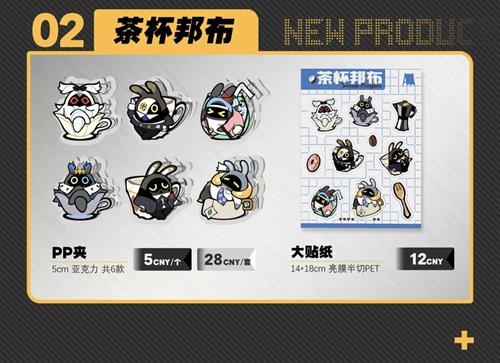 02 茶杯邦布
NEW PRODUC
茶杯邦布
PP夹
5cm 亚克力 共6款
5CNY/个
28CNY/套
大贴纸
14*18cm 亮膜半切PET
12CNY